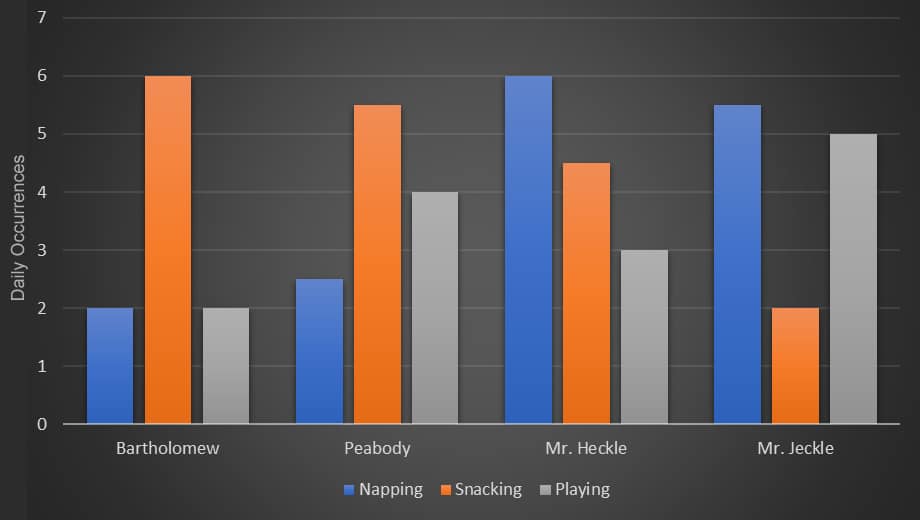 7
6
5
4
3
2
1
0
Daily Occurrences
Bartholomew Peabody Mr. Heckle Mr. Jeckle
Napping Snacking Playing